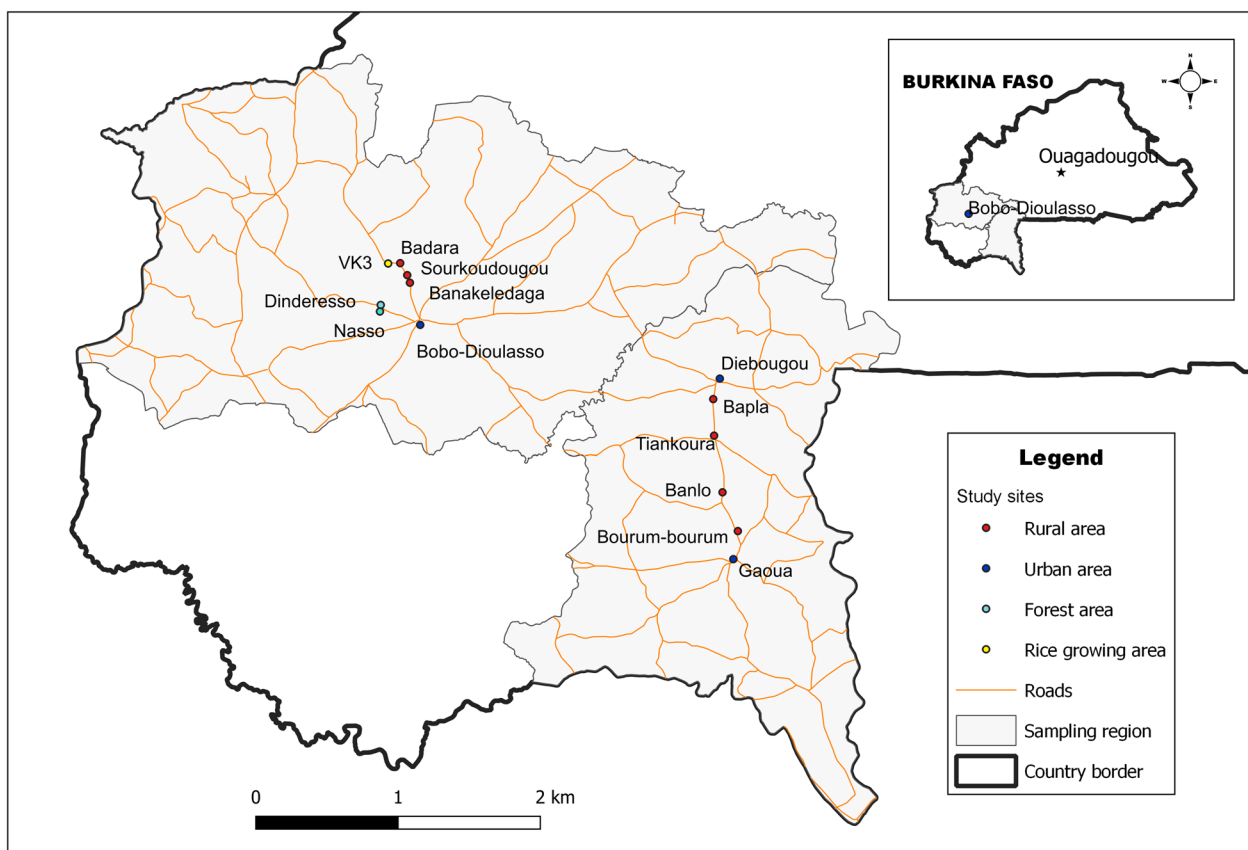 BURKINA FASO
N
W
E
S
Ouagadougou
Bobo-Dioulasso
VK3
Badara
Sourkoudougou
Banakeledaga
Dinderesso
Nasso
Bobo-Dioulasso
Diebougou
Bapla
Tiankoura
Banlo
Bourum-bourum
Gaoua
Legend
Study sites
Rural area
Urban area
Forest area
Rice growing area
Roads
Sampling region
Country border
0 1 2 km